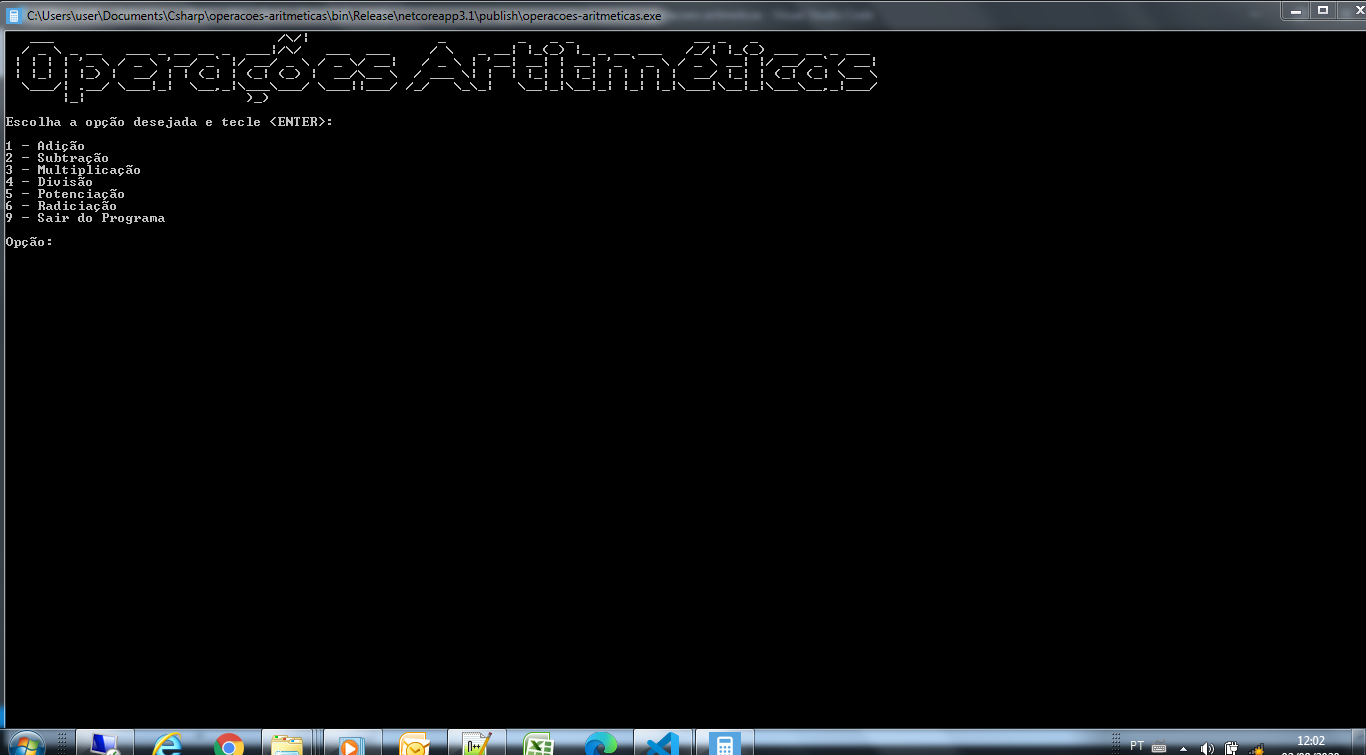 C:\Users\user\Documents\Csharp\operacoes-aritmeticas\bin\Release\netcoreapp3.1\publish\operacoes-aritmeticas.exe
Operações Aritméticas
Escolha a opção desejada e tecle <ENTER>:
1 - Adição
2 - Subtração
3 - Multiplicação
4 - Divisão
5 - Potenciação
6 - Radiciação
9 - Sair do Programa
Opção:
PT
12:02